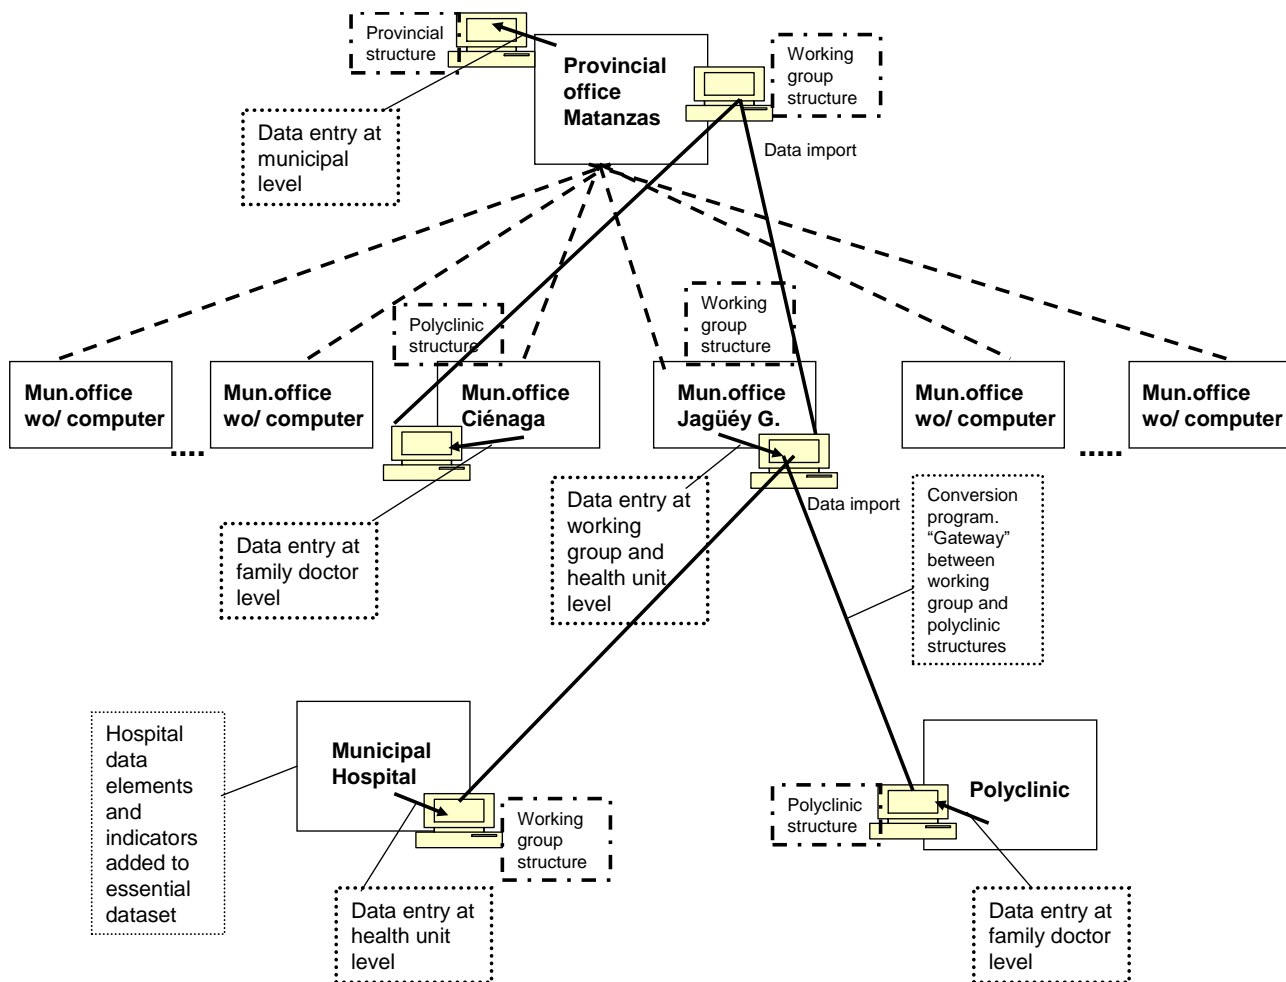 Provincial
structure
Provincial
office
Matanzas
Working
group
structure
Data entry at
municipal
level
Data import
Polyclinic
structure
Working
group
structure
Mun.office
wo/ computer
....
Mun.office
wo/ computer
Mun.office
Ciénaga
Mun.office
Jagüéy G.
Mun.office
wo/ computer
.....
Mun.office
wo/ computer
Data entry at
family doctor
level
Data entry at
working
group and
health unit
level
Data import
Conversion
program.
“Gateway”
between
working
group and
polyclinic
structures
Hospital
data
elements
and
indicators
added to
essential
dataset
Municipal
Hospital
Working
group
structure
Polyclinic
structure
Polyclinic
Data entry at
health unit
level
Data entry at
family doctor
level